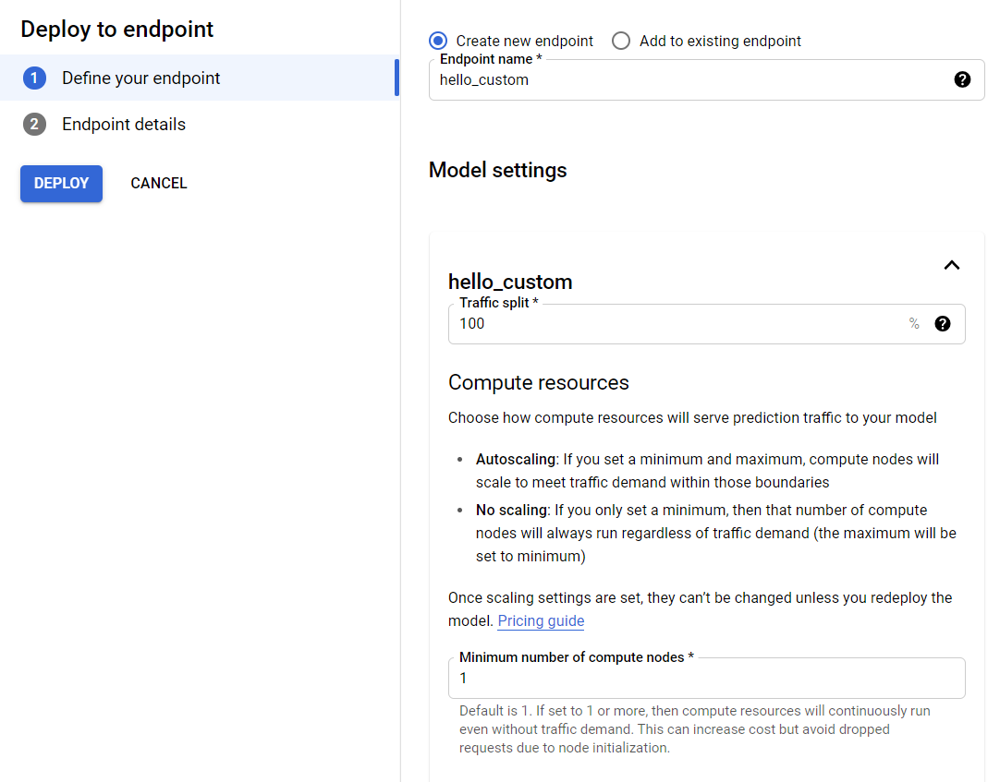 Deploy to endpoint
1 Define your endpoint
2 Endpoint details
DEPLOY CANCEL
Create new endpoint Add to existing endpoint
Endpoint name *
hello_custom
Model settings
hello_custom
Traffic split *
100 %
Compute resources
Choose how compute resources will serve prediction traffic to your model
• Autoscaling: If you set a minimum and maximum, compute nodes will
scale to meet traffic demand within those boundaries
• No scaling: If you only set a minimum, then that number of compute
nodes will always run regardless of traffic demand (the maximum will be
set to minimum)
Once scaling settings are set, they can’t be changed unless you redeploy the
model. Pricing guide
Minimum number of compute nodes *
1
Default is 1. If set to 1 or more, then compute resources will continuously run
even without traffic demand. This can increase cost but avoid dropped
requests due to node initialization.